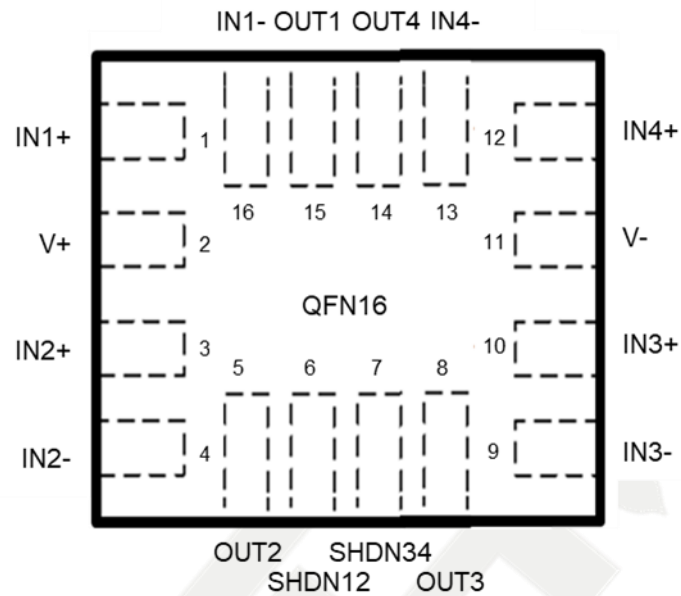 IN1- OUT1 OUT4 IN4-
IN1+ 1 12 IN4+
16 15 14 13
V+ 2 11 V-
QFN16
IN2+ 3 10 IN3+
5 6 7 8
IN2- 4 9 IN3-
OUT2 SHDN34
SHDN12 OUT3